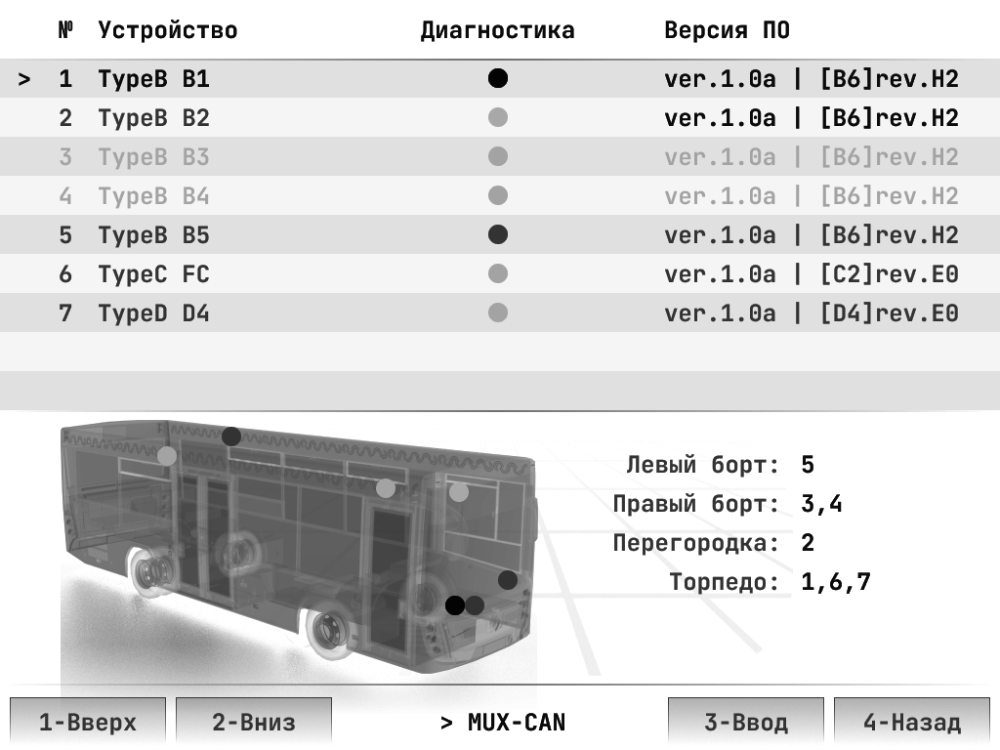 № Устройство Диагностика Версия ПО
> 1 TypeB B1 ver.1.0a | [B6]rev.H2
2 TypeB B2 ver.1.0a | [B6]rev.H2
3 TypeB B3 ver.1.0a | [B6]rev.H2
4 TypeB B4 ver.1.0a | [B6]rev.H2
5 TypeB B5 ver.1.0a | [B6]rev.H2
6 TypeC FC ver.1.0a | [C2]rev.E0
7 TypeD D4 ver.1.0a | [D4]rev.E0
Левый борт: 5
Правый борт: 3,4
Перегородка: 2
Торпедо: 1,6,7
1-Вверх 2-Вниз > MUX-CAN 3-Ввод 4-Назад